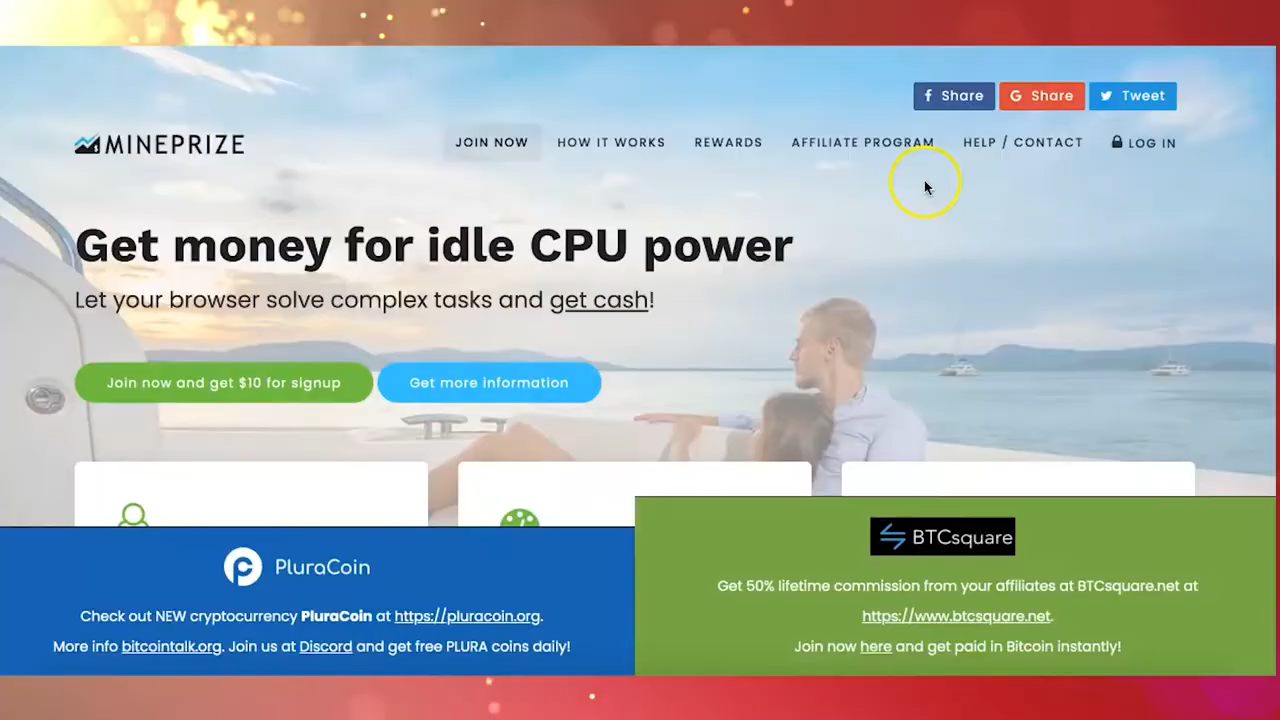 Share
Share
Tweet
MINEPRIZE
JOIN NOW
HOW IT WORKS
REWARDS
AFFILIATE PROGRAM
HELP / CONTACT
LOG IN
Get money for idle CPU power
Let your browser solve complex tasks and get cash!
Join now and get $10 for signup
Get more information
PluraCoin
Check out NEW cryptocurrency PluraCoin at https://pluracoin.org.
More info bitcointalk.org. Join us at Discord and get free PLURA coins daily!
BTCsquare
Get 50% lifetime commission from your affiliates at BTCsquare.net at
https://www.btcsquare.net.
Join now here and get paid in Bitcoin instantly!